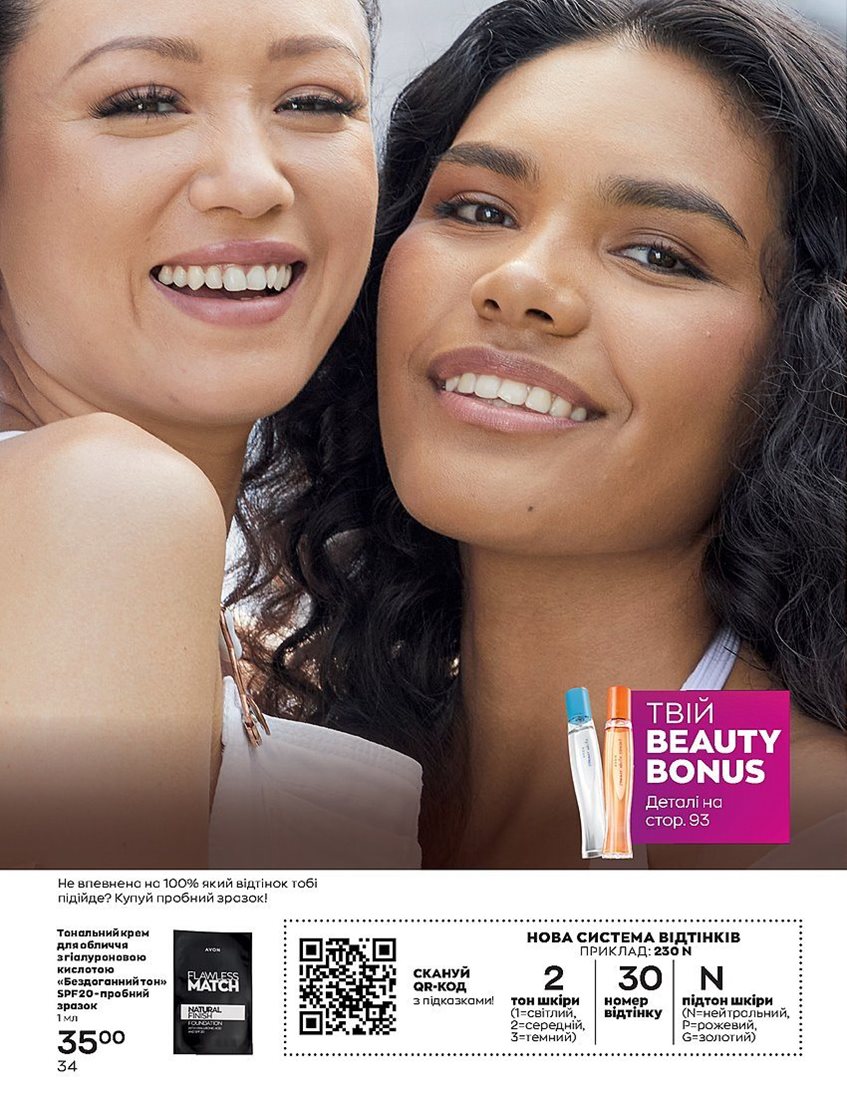 ТВІЙ
BEAUTY
BONUS
Деталі на
стор. 93
Не впевнена на 100% який відтінок тобі
підійде? Купуй пробний зразок!
Тональний крем
для обличчя
з гіалуроновою
кислотою
«Бездоганний тон»
SPF20 - пробний
зразок
1 мл
35⁰⁰
34
AVON
FLAWLESS
MATCH
NATURAL
FINISH
FOUNDATION
СКАНУЙ
QR-КОД
з підказками!
НОВА СИСТЕМА ВІДТІНКІВ
ПРИКЛАД: 230 N
2
тон шкіри
(1=світлий,
2=середній,
3=темний)
30
номер
відтінку
N
підтон шкіри
(N=нейтральний,
P=рожевий,
G=золотий)